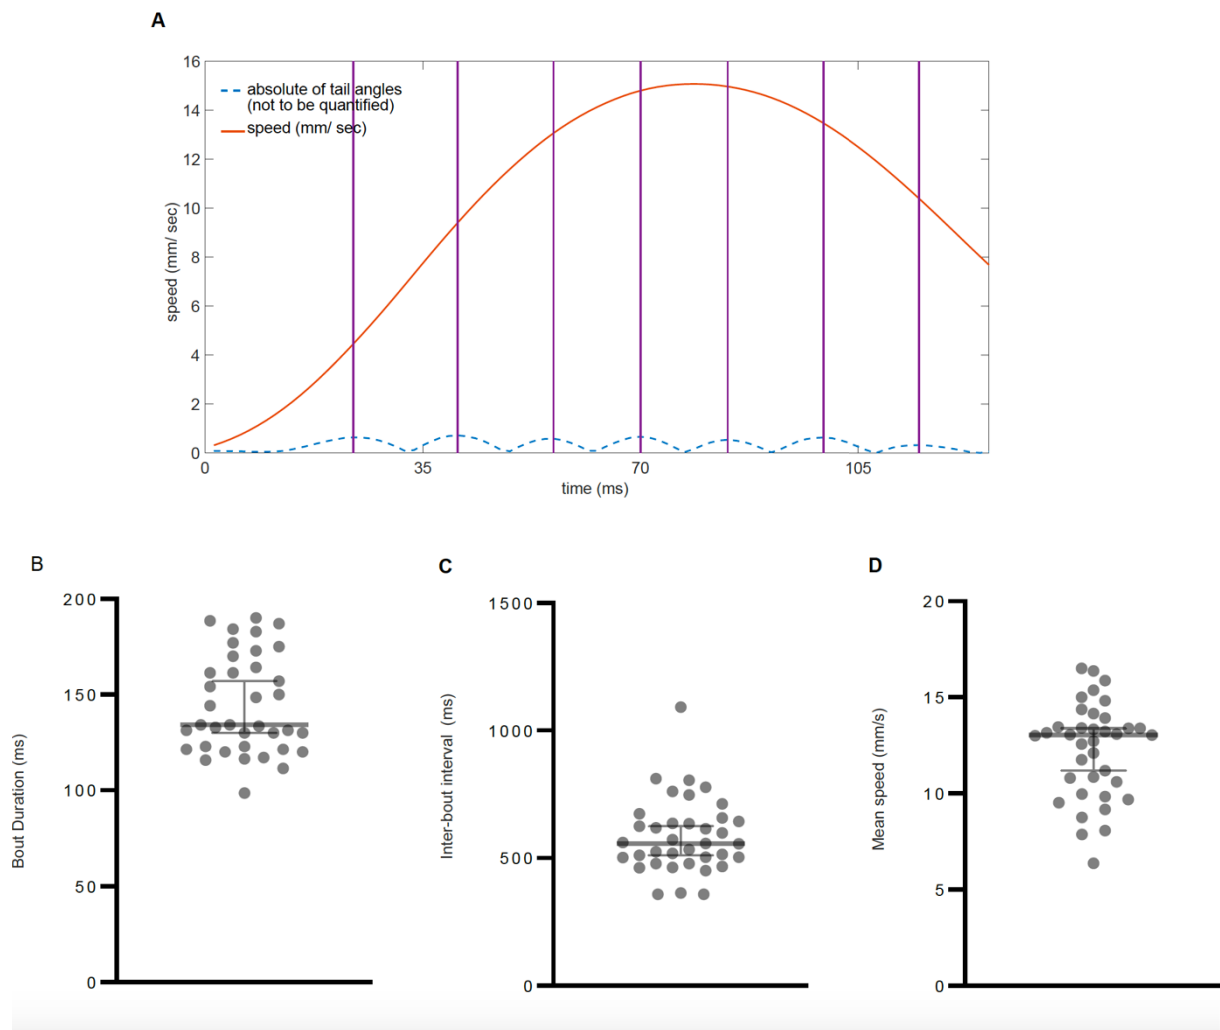 A
16
14
12
10
8
6
4
2
0
speed (mm/ sec)
absolute of tail angles
(not to be quantified)
speed (mm/ sec)
0 35 70 105
time (ms)
B
200
150
100
50
0
Bout Duration (ms)
C
1500
1000
500
0
Inter-bout interval (ms)
D
20
15
10
5
0
Mean speed (mm/s)